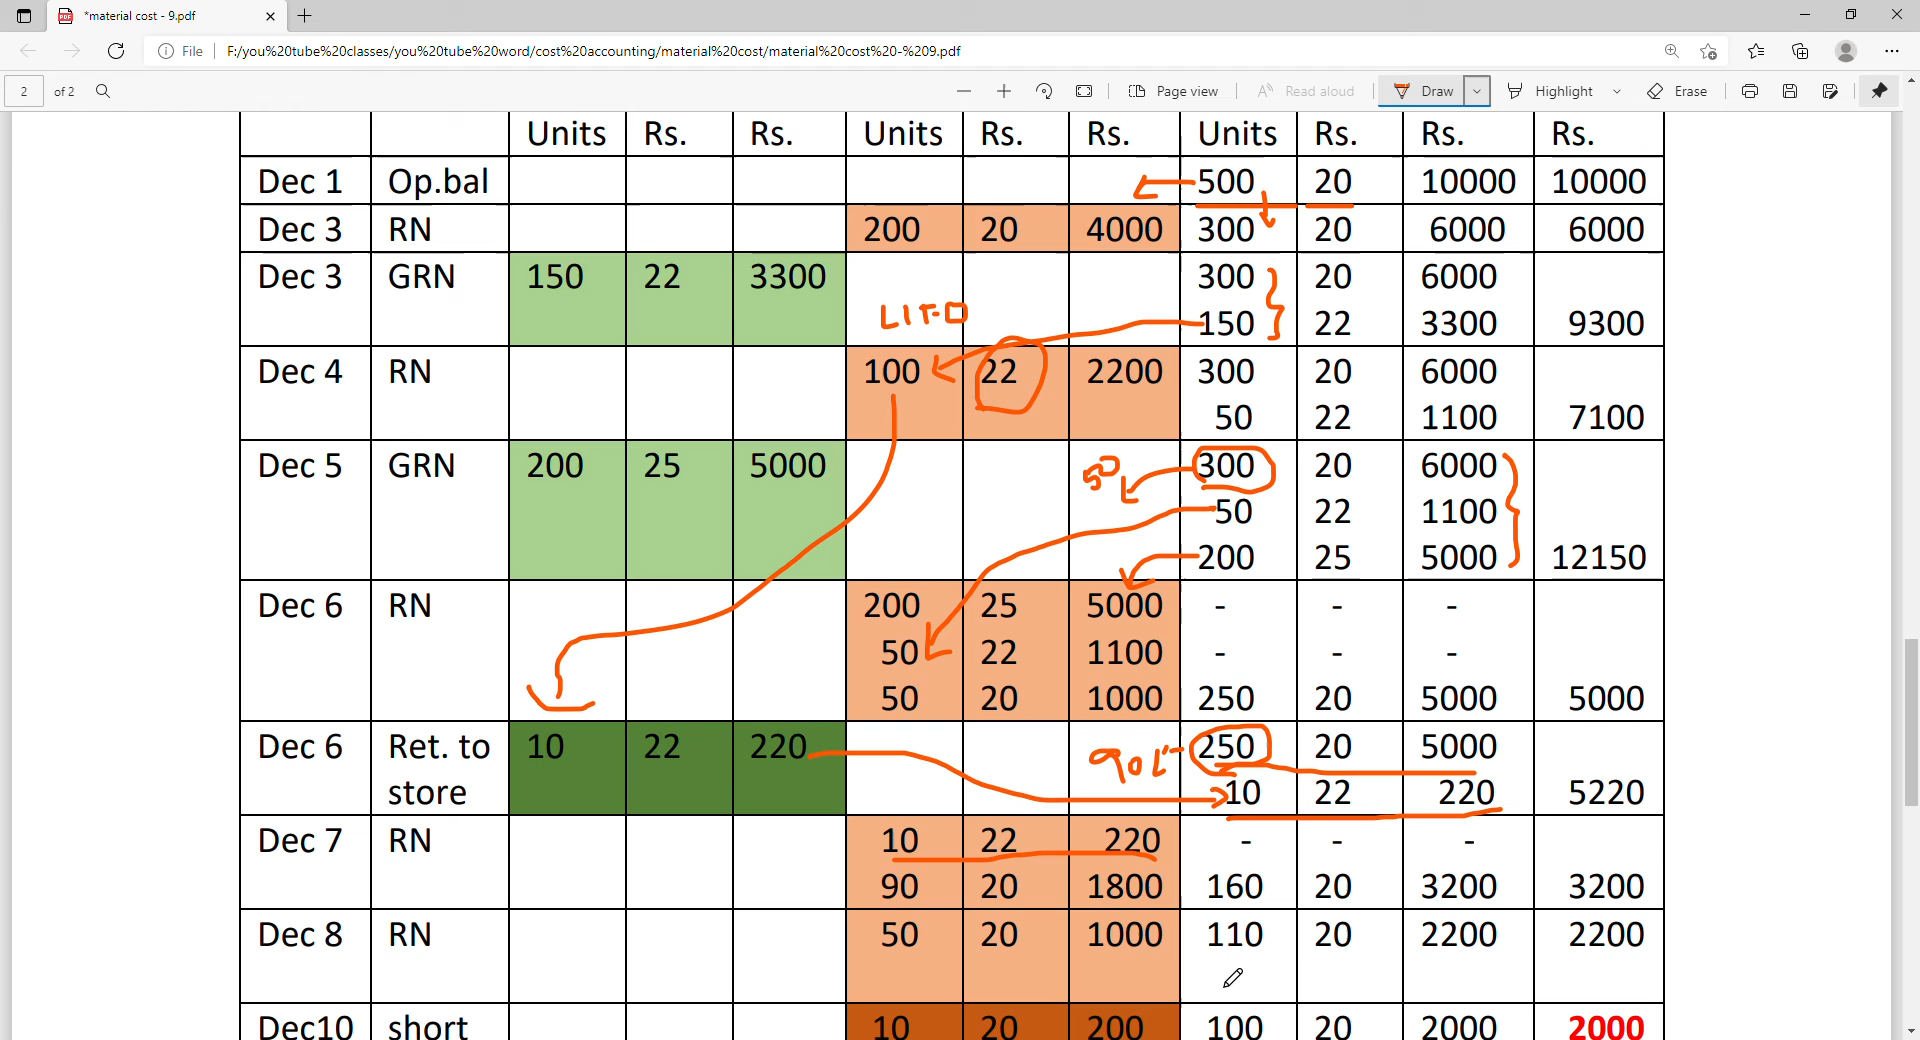 *material cost - 9.pdf
File F:/you%20tube%20classes/you%20tube%20word/cost%20accounting/material%20cost/material%20cost%20-%209.pdf
2 of 2 Page view Read aloud Draw Highlight Erase
Units Rs. Rs. Units Rs. Rs. Units Rs. Rs. Rs.
Dec 1 Op.bal 500 20 10000 10000
Dec 3 RN 200 20 4000 300 20 6000 6000
Dec 3 GRN 150 22 3300 300 20 6000
LIFO 150 22 3300 9300
Dec 4 RN 100 22 2200 300 20 6000
50 22 1100 7100
Dec 5 GRN 200 25 5000 50 300 20 6000
50 22 1100
200 25 5000 12150
Dec 6 RN 200 25 5000 - - -
50 22 1100 - - -
50 20 1000 250 20 5000 5000
Dec 6 Ret. to 10 22 220 90 250 20 5000
store 10 22 220 5220
Dec 7 RN 10 22 220 - - -
90 20 1800 160 20 3200 3200
Dec 8 RN 50 20 1000 110 20 2200 2200
Dec10 short 10 20 200 100 20 2000 2000